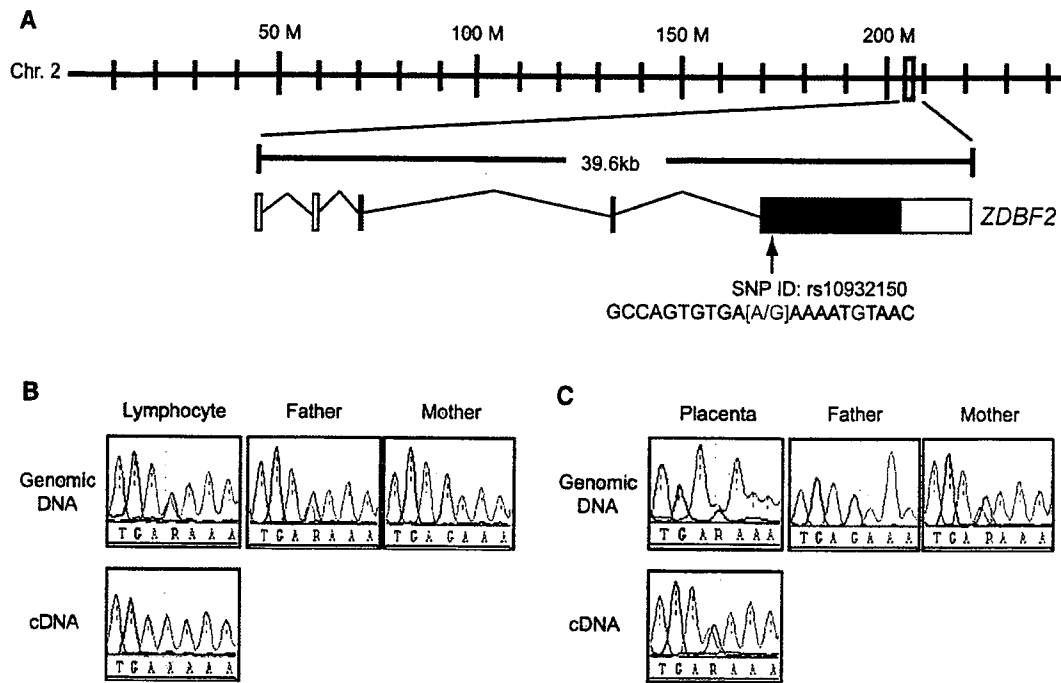 A
50 M 100 M 150 M 200 M
Chr. 2
39.6kb
ZDBF2
SNP ID: rs10932150
GCCAGTGTGA[A/G]AAAATGTAAC
B
Lymphocyte Father Mother
Genomic
DNA
T G A R A A A
T G A R A A A
T G A G A A A
cDNA
T G A A A A A
C
Placenta Father Mother
Genomic
DNA
T G A R A A A
T G A G A A A
T G A R A A A
cDNA
T G A R A A A